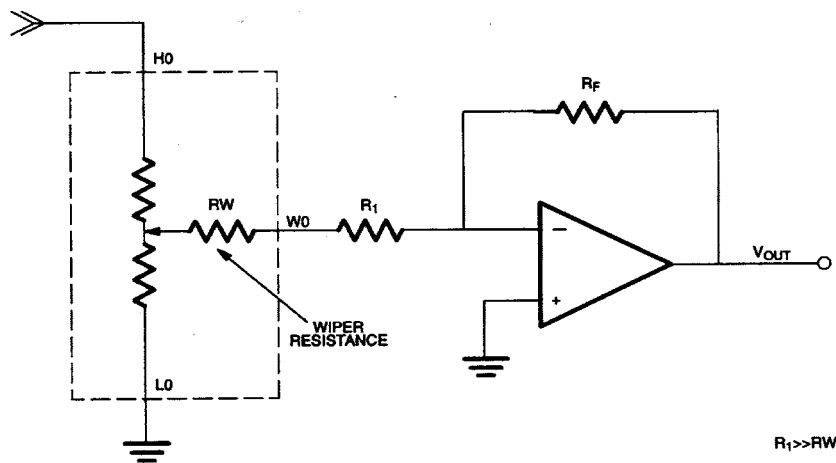 H0
RF
RW
W0
R1
VOUT
WIPER
RESISTANCE
L0
R1>>RW